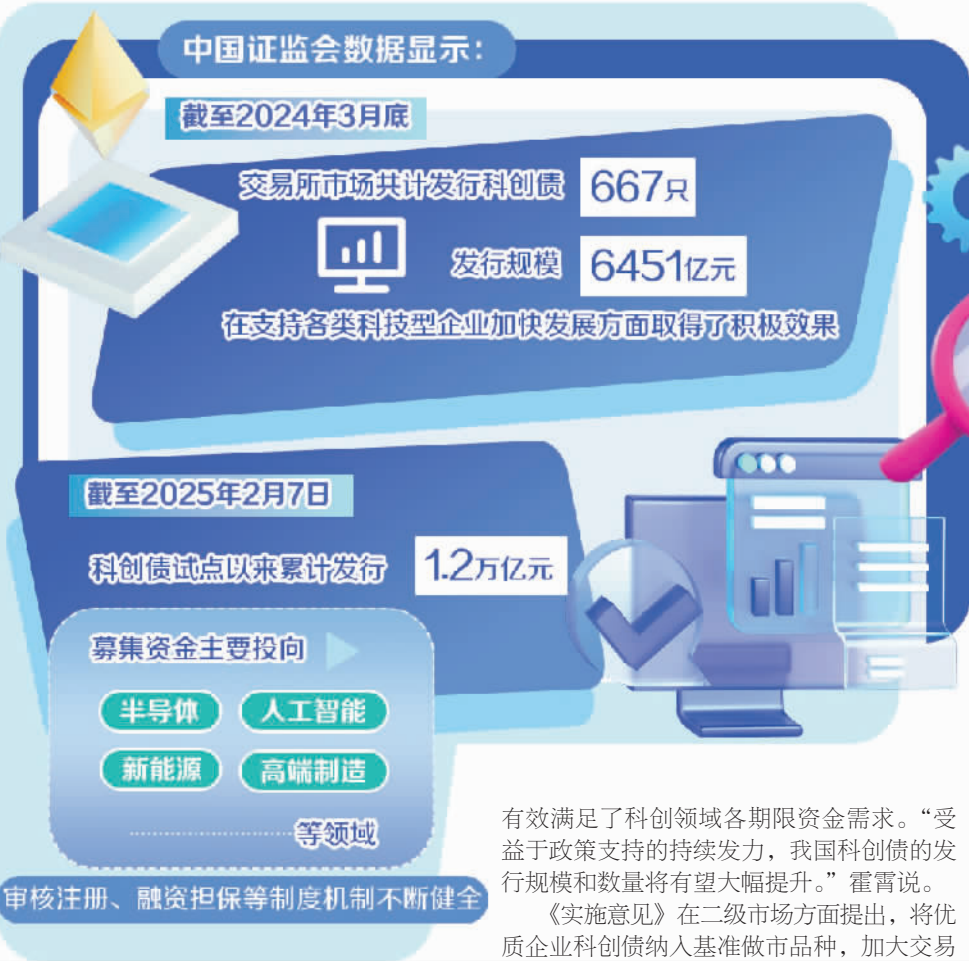 中国证监会数据显示：
截至2024年3月底
交易所市场共计发行科创债 667只
发行规模 6451亿元
在支持各类科技型企业加快发展方面取得了积极效果
截至2025年2月7日
科创债试点以来累计发行 1.2万亿元
募集资金主要投向
半导体 人工智能
新能源 高端制造
等领域
审核注册、融资担保等制度机制不断健全
有效满足了科创领域各期限资金需求。“受
益于政策支持的持续发力，我国科创债的发
行规模和数量将有望大幅提升。”霍霄说。
《实施意见》在二级市场方面提出，将优
质企业科创债纳入基准做市品种，加大交易